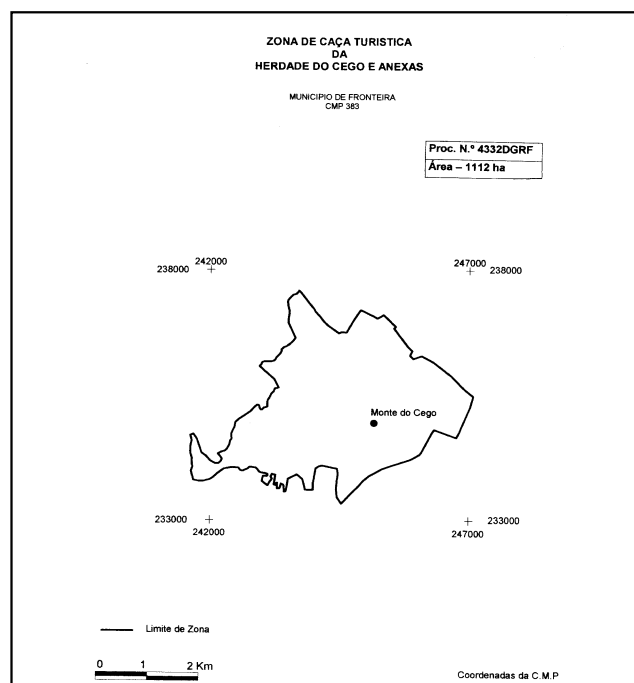 ZONA DE CAÇA TURISTICA
DA
HERDADE DO CEGO E ANEXAS
MUNICIPIO DE FRONTEIRA
CMP 383
Proc. N.º 4332DGRF
Área – 1112 ha
242000
238000
247000
238000
Monte do Cego
233000
242000
233000
247000
Limite de Zona
0 1 2 Km
Coordenadas da C.M.P